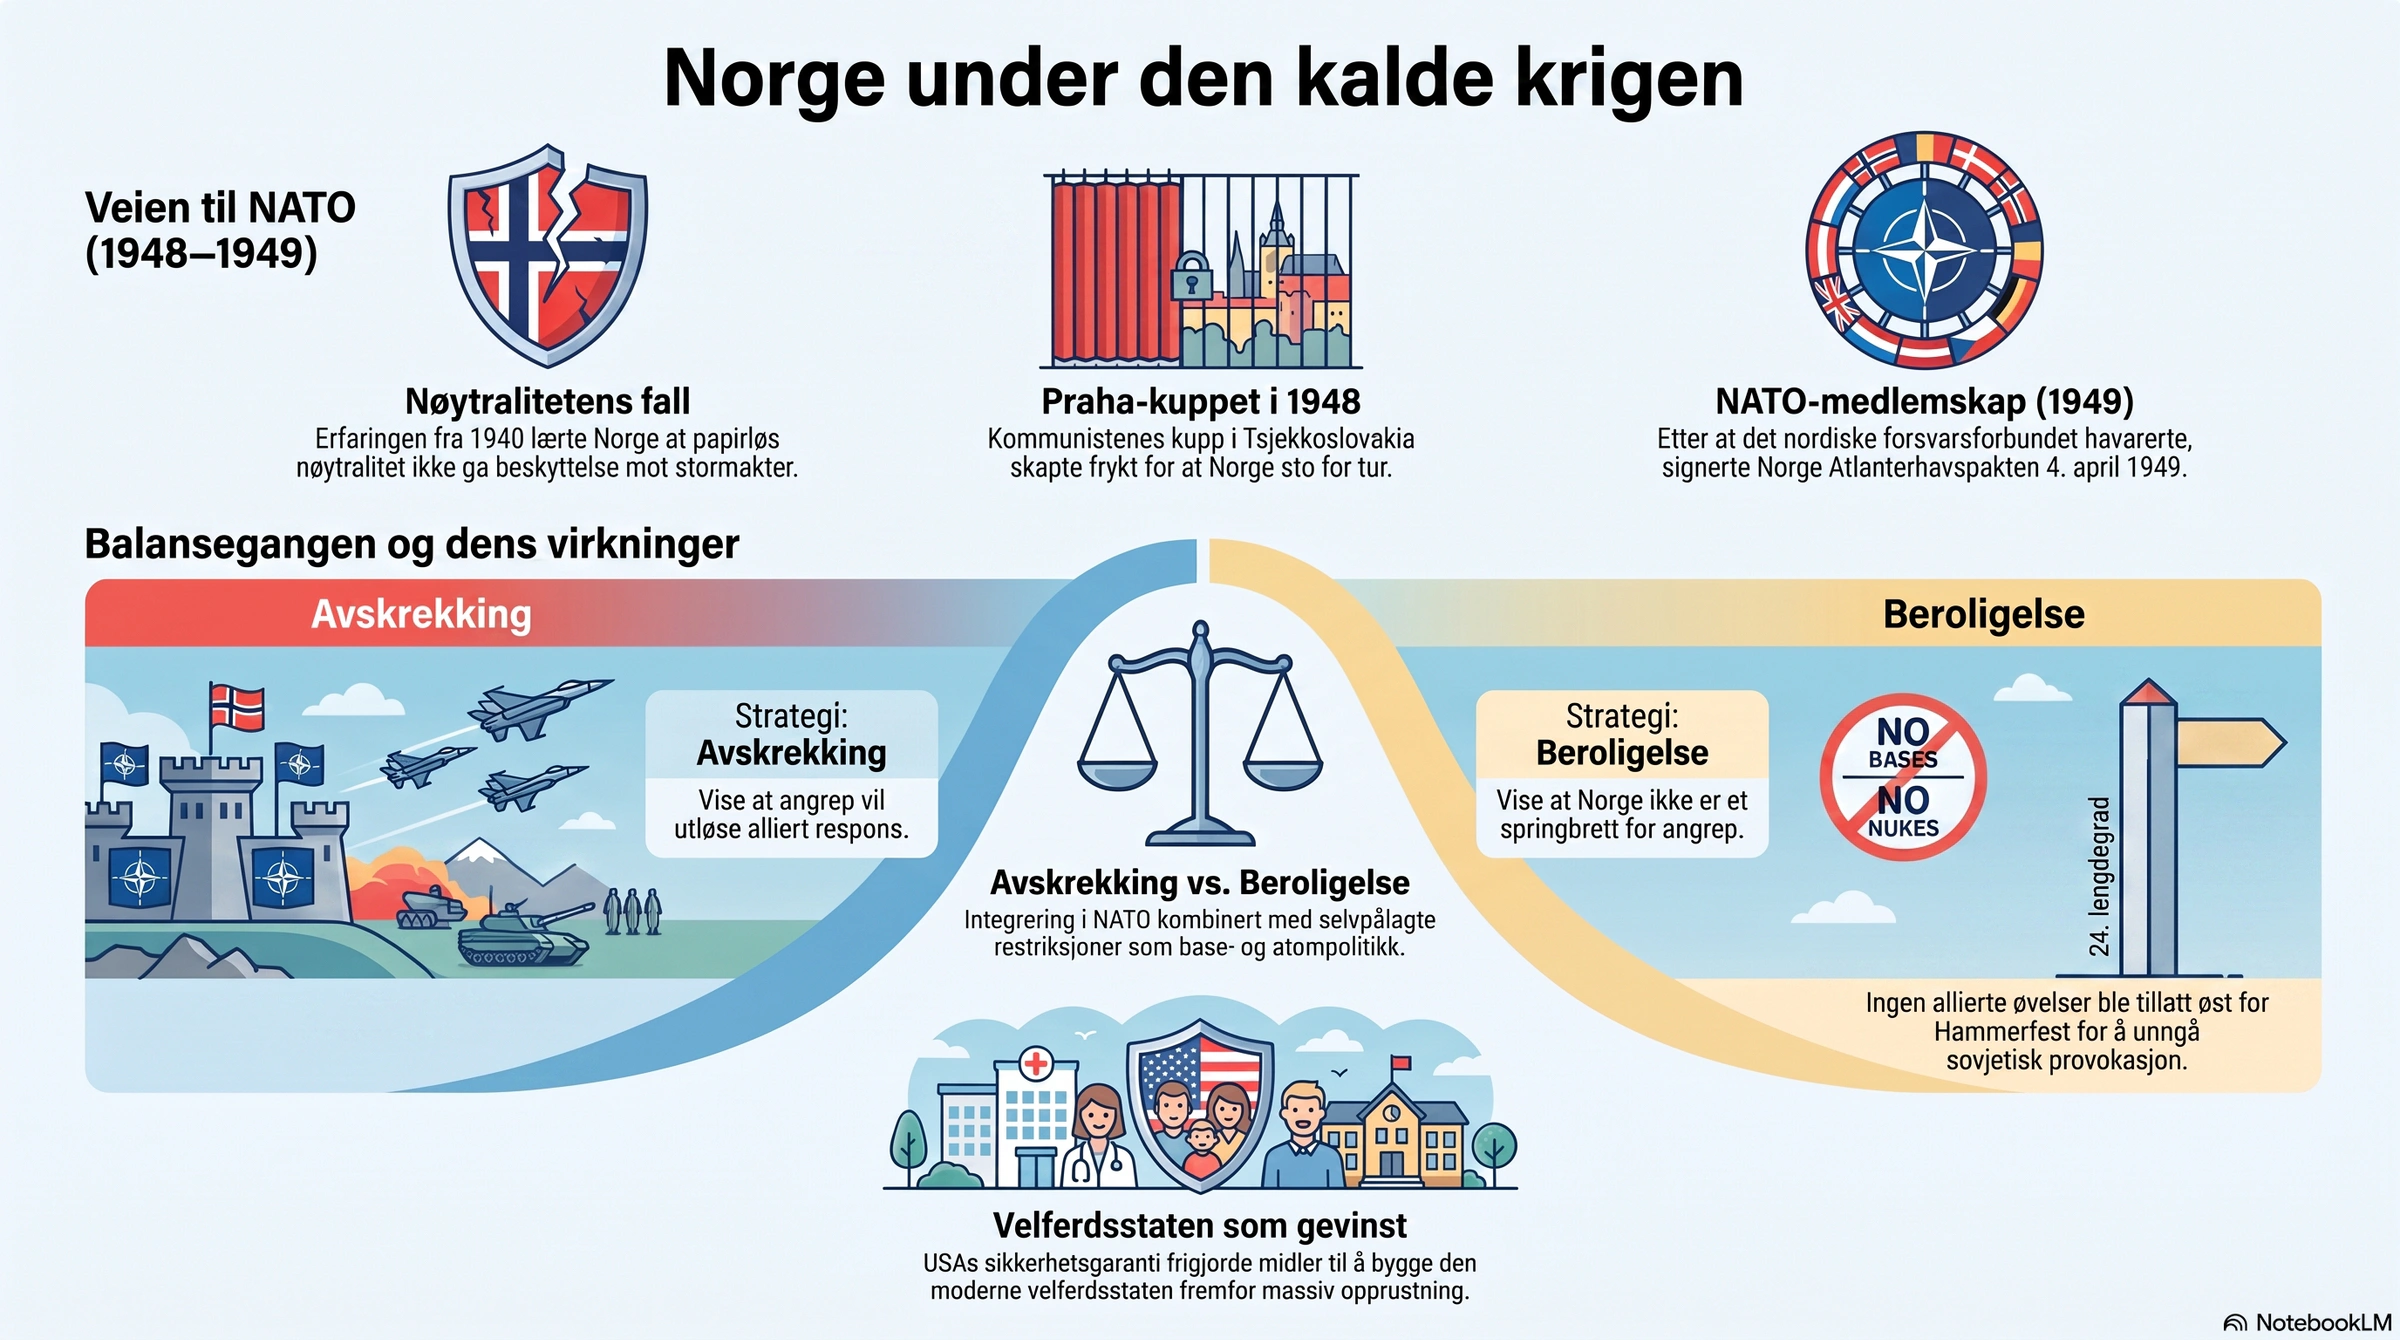 Norge under den kalde krigen
Veien til NATO
(1948–1949)
Nøytralitetens fall
Erfaringen fra 1940 lærte Norge at papirløs
nøytralitet ikke ga beskyttelse mot stormakter.
Praha-kuppet i 1948
Kommunistenes kupp i Tsjekkoslovakia
skapte frykt for at Norge sto for tur.
NATO-medlemskap (1949)
Etter at det nordiske forsvarsforbundet havarerte,
signerte Norge Atlanterhavspakten 4. april 1949.
Balansegangen og dens virkninger
Avskrekking
Strategi:
Avskrekking
Vise at angrep vil
utløse alliert respons.
Avskrekking vs. Beroligelse
Integrering i NATO kombinert med selvpålagte
restriksjoner som base- og atompolitikk.
Beroligelse
Strategi:
Beroligelse
Vise at Norge ikke er et
springbrett for angrep.
NO
BASES
NO
NUKES
24. lengdegrad
Ingen allierte øvelser ble tillatt øst for
Hammerfest for å unngå
sovjetisk provokasjon.
Velferdsstaten som gevinst
USAs sikkerhetsgaranti frigjorde midler til å bygge den
moderne velferdsstaten fremfor massiv opprustning.
NotebookLM